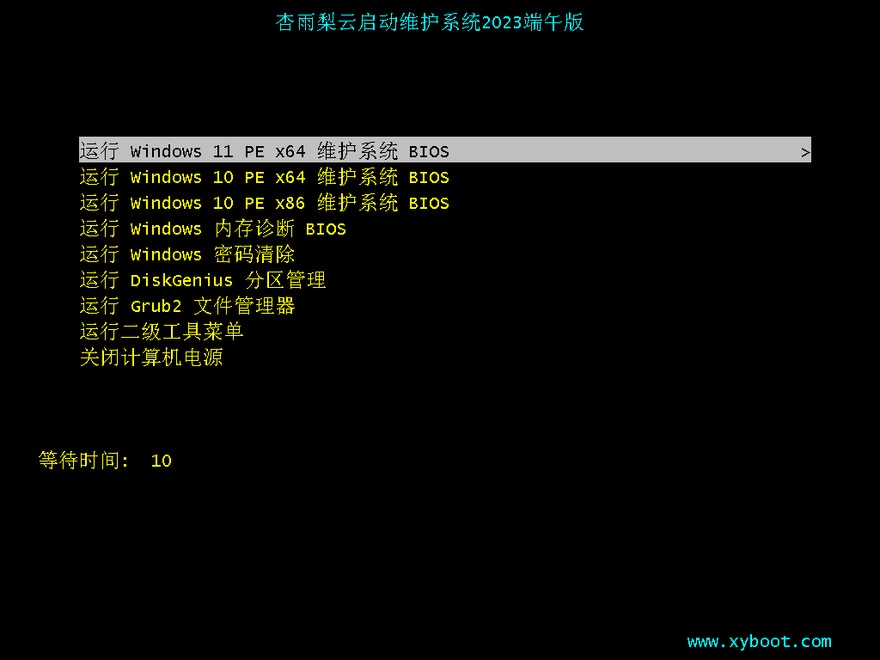 杏雨梨云启动维护系统2023端午版
运行 Windows 11 PE x64 维护系统 BIOS >
运行 Windows 10 PE x64 维护系统 BIOS
运行 Windows 10 PE x86 维护系统 BIOS
运行 Windows 内存诊断 BIOS
运行 Windows 密码清除
运行 DiskGenius 分区管理
运行 Grub2 文件管理器
运行二级工具菜单
关闭计算机电源
等待时间: 10
www.xyboot.com